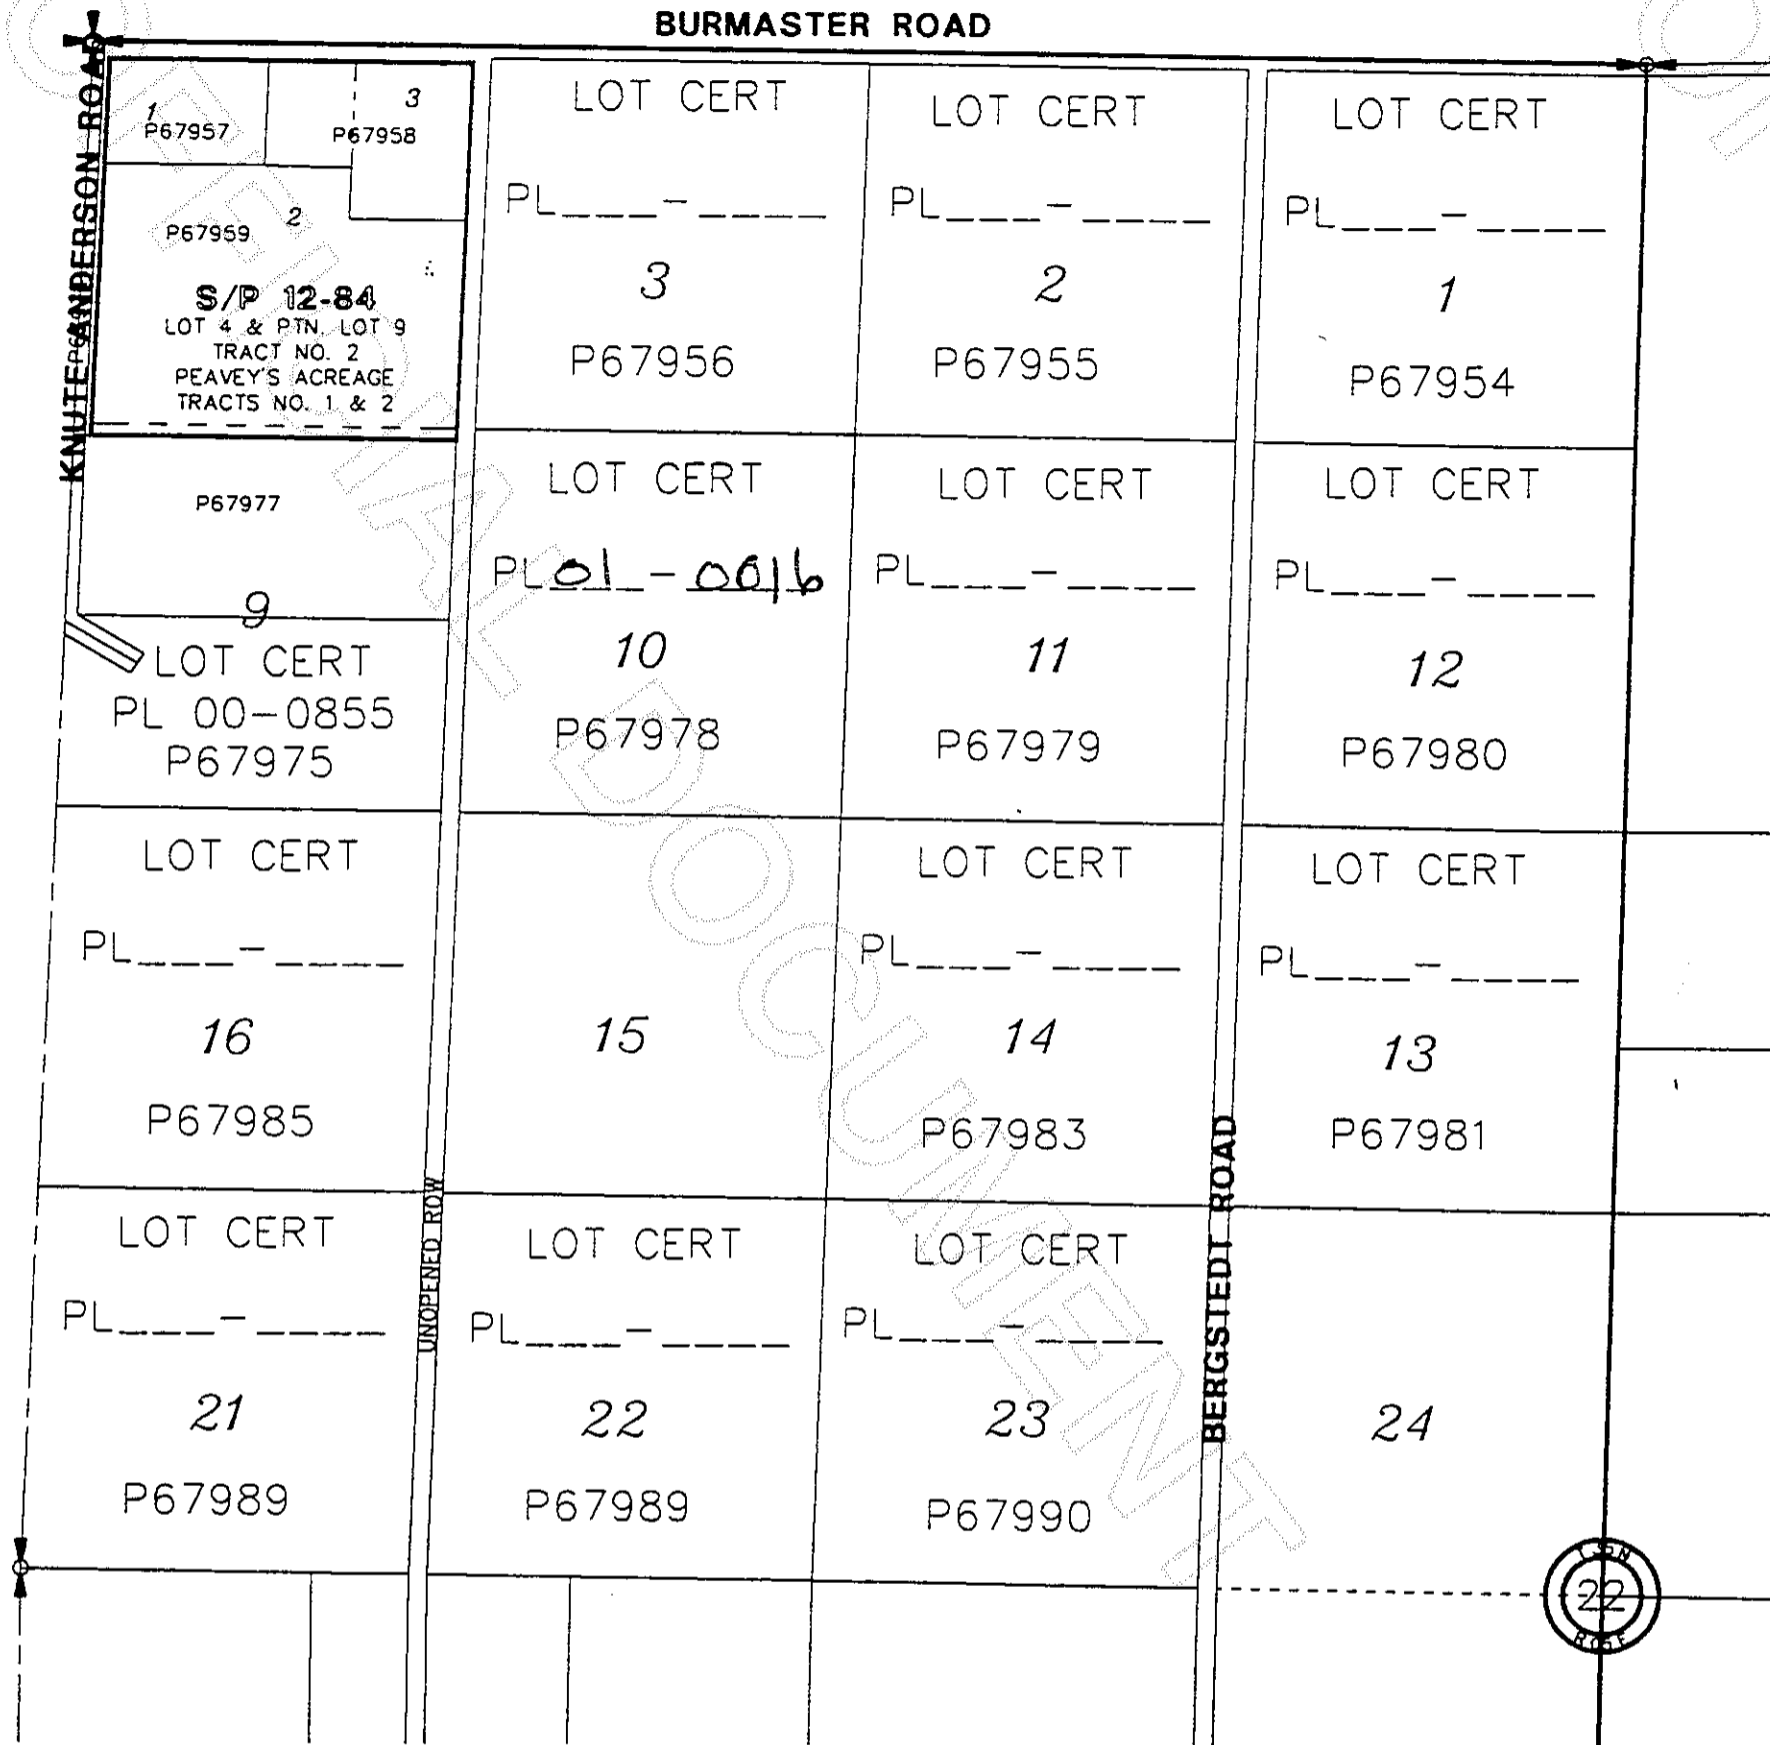 BURMASTER ROAD
KNUTE ANDERSON ROAD
1
P67957
3
P67958
2
P67959
S/P 12-84
LOT 4 & PTN. LOT 9
TRACT NO. 2
PEAVEY'S ACREAGE
TRACTS NO. 1 & 2
LOT CERT
PL___-____
3
P67956
LOT CERT
PL___-____
2
P67955
LOT CERT
PL___-____
1
P67954
P67977
9
LOT CERT
PL 00-0855
P67975
LOT CERT
PL 01-0016
10
P67978
LOT CERT
PL___-____
11
P67979
LOT CERT
PL___-____
12
P67980
LOT CERT
PL___-____
16
P67985
15
LOT CERT
PL___-____
14
P67983
LOT CERT
PL___-____
13
P67981
LOT CERT
PL___-____
21
P67989
UNOPENED ROW
LOT CERT
PL___-____
22
P67989
LOT CERT
PL___-____
23
P67990
BERGSTEDT ROAD
24
22
DOCUMENT